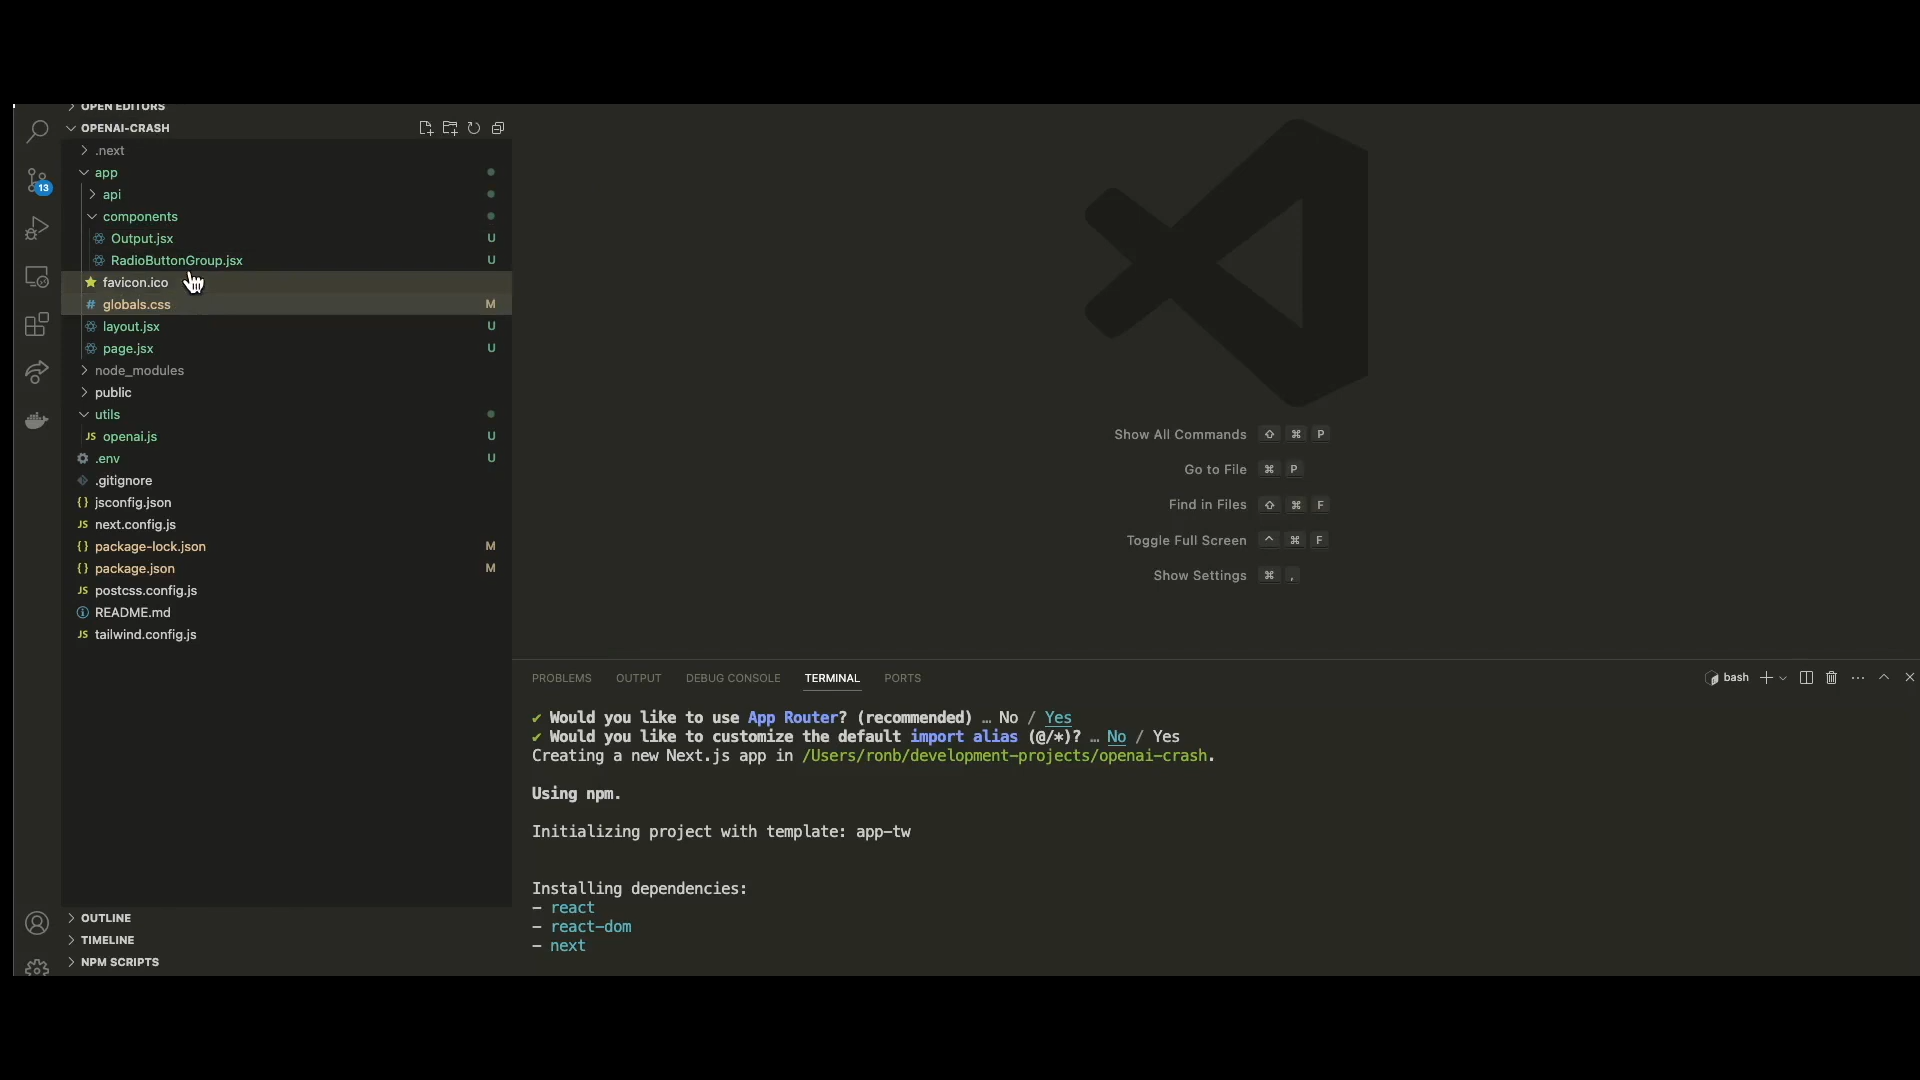 OPEN EDITORS
OPENAI-CRASH
.next
13
app
api
components
Output.jsx U
RadioButtonGroup.jsx U
favicon.ico
# globals.css M
layout.jsx U
page.jsx U
node_modules
public
utils
JS openai.js U
.env U
.gitignore
{} jsconfig.json
JS next.config.js
{} package-lock.json M
{} package.json M
JS postcss.config.js
README.md
JS tailwind.config.js
OUTLINE
TIMELINE
NPM SCRIPTS
Show All Commands ⇧ ⌘ P
Go to File ⌘ P
Find in Files ⇧ ⌘ F
Toggle Full Screen ^ ⌘ F
Show Settings ⌘ ,
PROBLEMS OUTPUT DEBUG CONSOLE TERMINAL PORTS bash
✔ Would you like to use App Router? (recommended) … No / Yes
✔ Would you like to customize the default import alias (@/*)? … No / Yes
Creating a new Next.js app in /Users/ronb/development-projects/openai-crash.
Using npm.
Initializing project with template: app-tw
Installing dependencies:
- react
- react-dom
- next